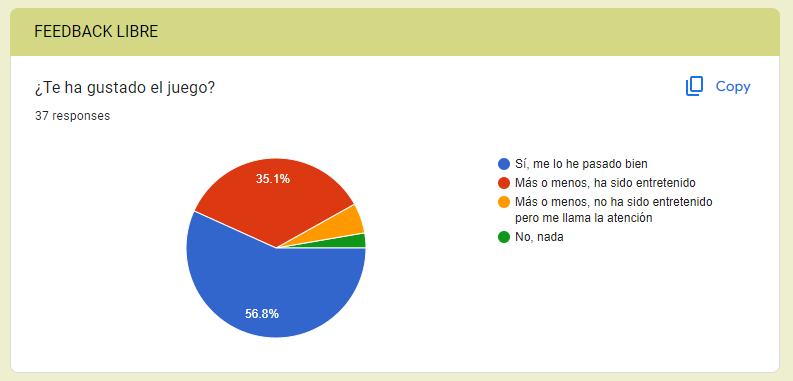 FEEDBACK LIBRE
¿Te ha gustado el juego?
Copy
37 responses
35.1%
56.8%
Sí, me lo he pasado bien
Más o menos, ha sido entretenido
Más o menos, no ha sido entretenido
pero me llama la atención
No, nada